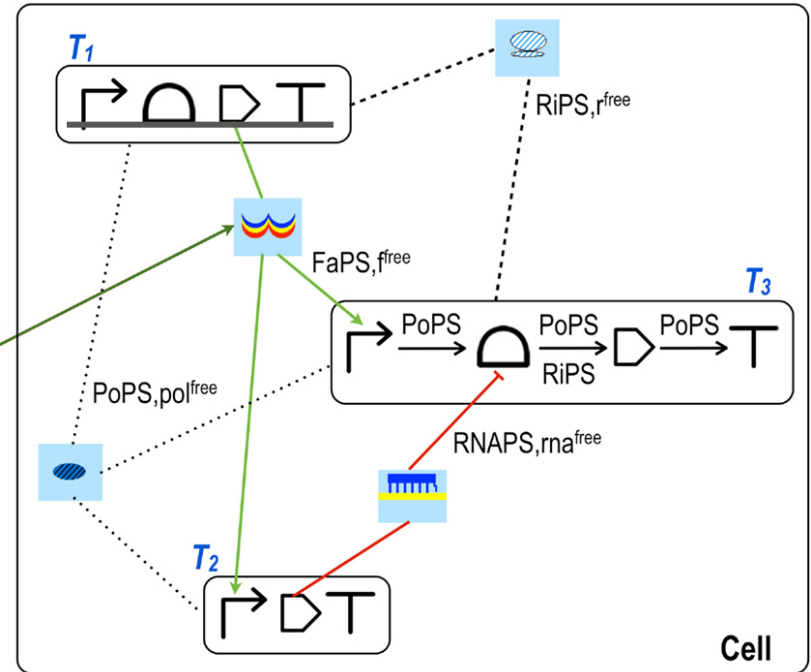 T₁
RiPS,rᶠʳᵉᵉ
FaPS,fᶠʳᵉᵉ
T₃
PoPS PoPS PoPS
RiPS
PoPS,polᶠʳᵉᵉ
RNAPS,rnaᶠʳᵉᵉ
T₂
Cell